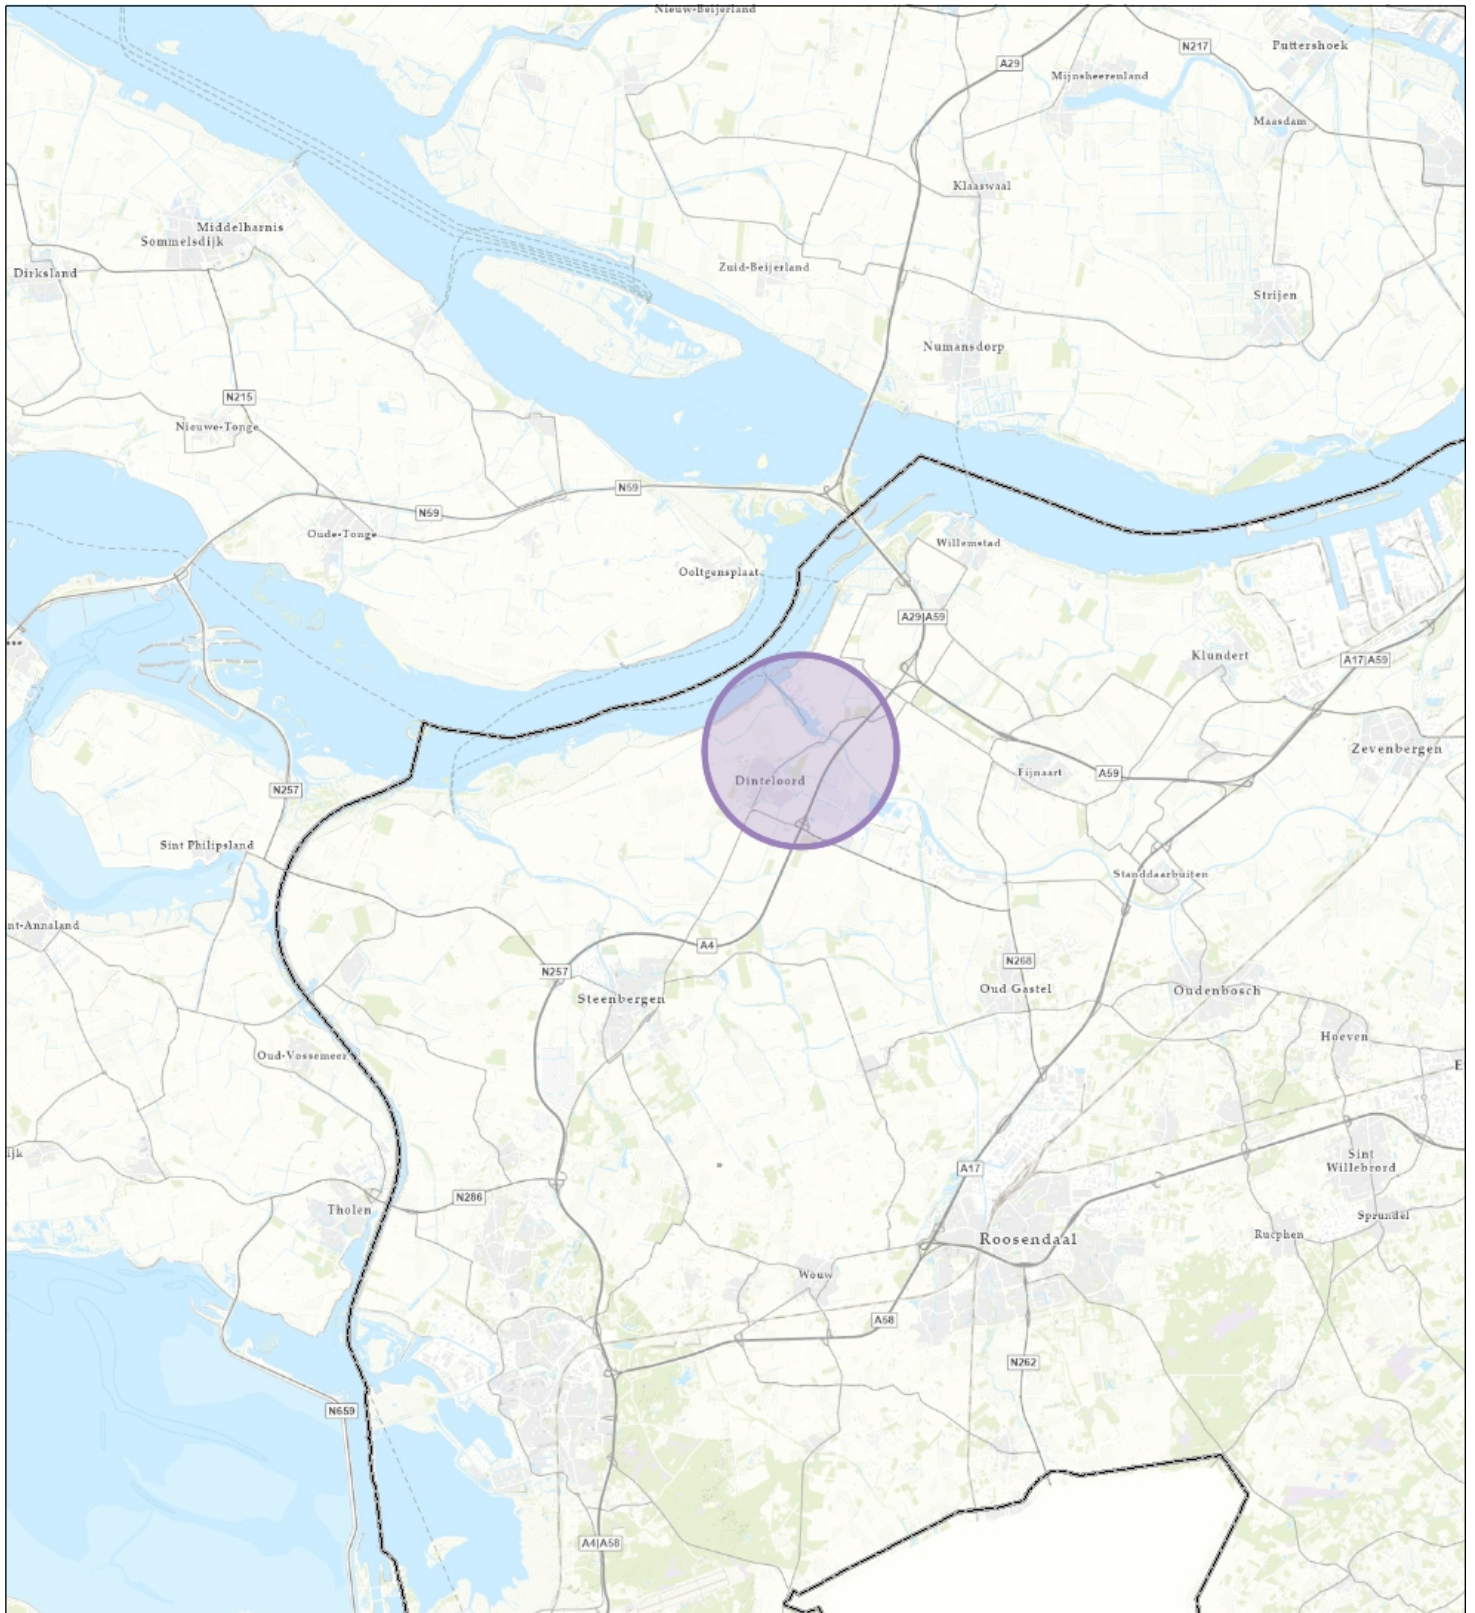 Nieuw-Beijerland
A29
N217
Puttershoek
Mijnsheerenland
Maasdam
Klaaswaal
Middelharnis
Sommelsdijk
Dirksland
Zuid-Beijerland
Strijen
Numansdorp
N215
Nieuwe-Tonge
N59
N59
Oude-Tonge
Willemstad
Ooltgensplaat
A29|A59
...
Klundert
A17|A59
Zevenbergen
Fijnaart
A59
Dinteloord
N257
Sint Philipsland
Standdaarbuiten
nt-Annaland
A4
N257
N268
Steenbergen
Oud Gastel
Oudenbosch
Hoeven
Oud-Vossemeer
E
ijk
Sint
Willebrord
A17
N286
Tholen
Sprundel
Roosendaal
Rucphen
Wouw
A58
N262
N659
A4|A58